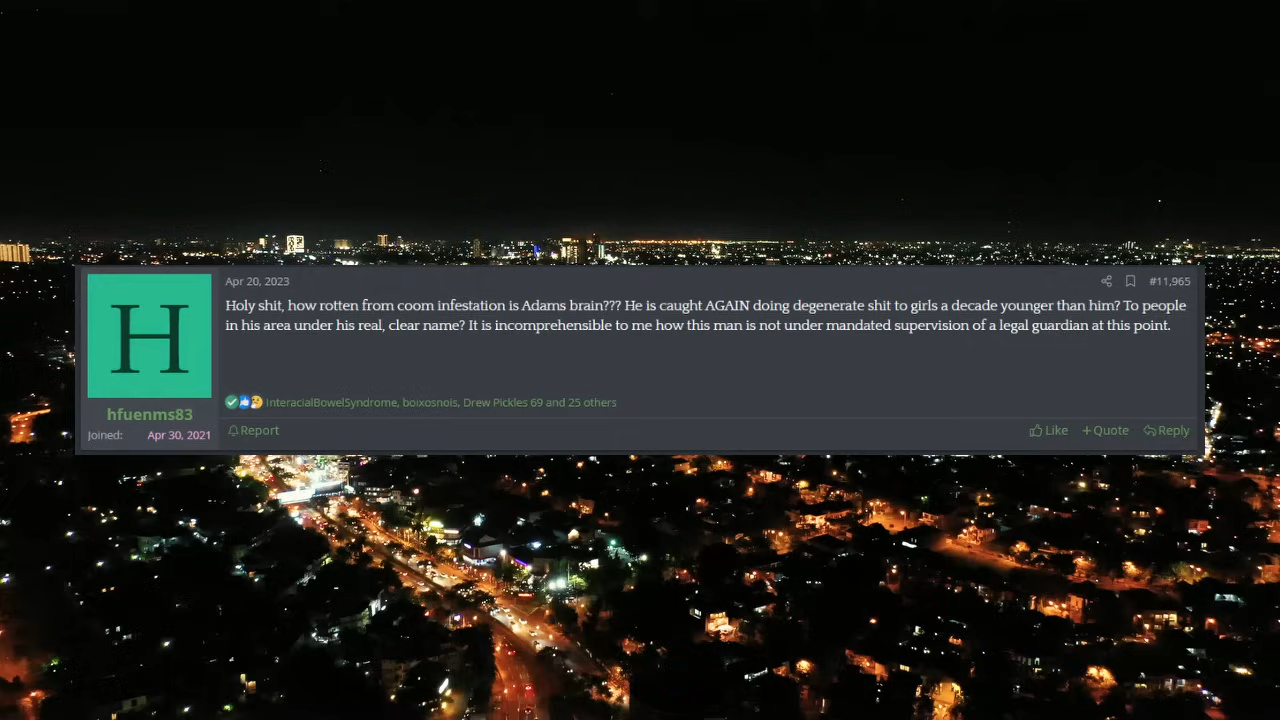 H
hfuenms83
Joined: Apr 30, 2021
Apr 20, 2023
#11,965
Holy shit, how rotten from coom infestation is Adams brain??? He is caught AGAIN doing degenerate shit to girls a decade younger than him? To people
in his area under his real, clear name? It is incomprehensible to me how this man is not under mandated supervision of a legal guardian at this point.
InteracialBowelSyndrome, boixosnois, Drew Pickles 69 and 25 others
Report
Like
+Quote
Reply